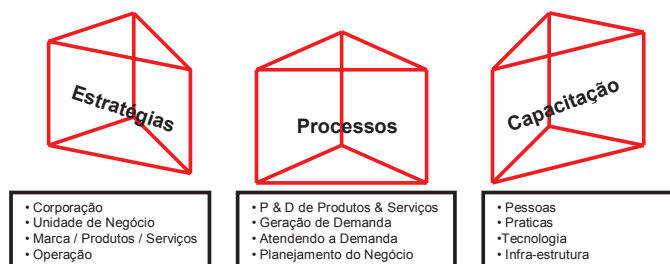 Estratégias
Processos
Capacitação
• Corporação
• Unidade de Negócio
• Marca / Produtos / Serviços
• Operação
• P & D de Produtos & Serviços
• Geração de Demanda
• Atendendo a Demanda
• Planejamento do Negócio
• Pessoas
• Praticas
•Tecnologia
• Infra-estrutura